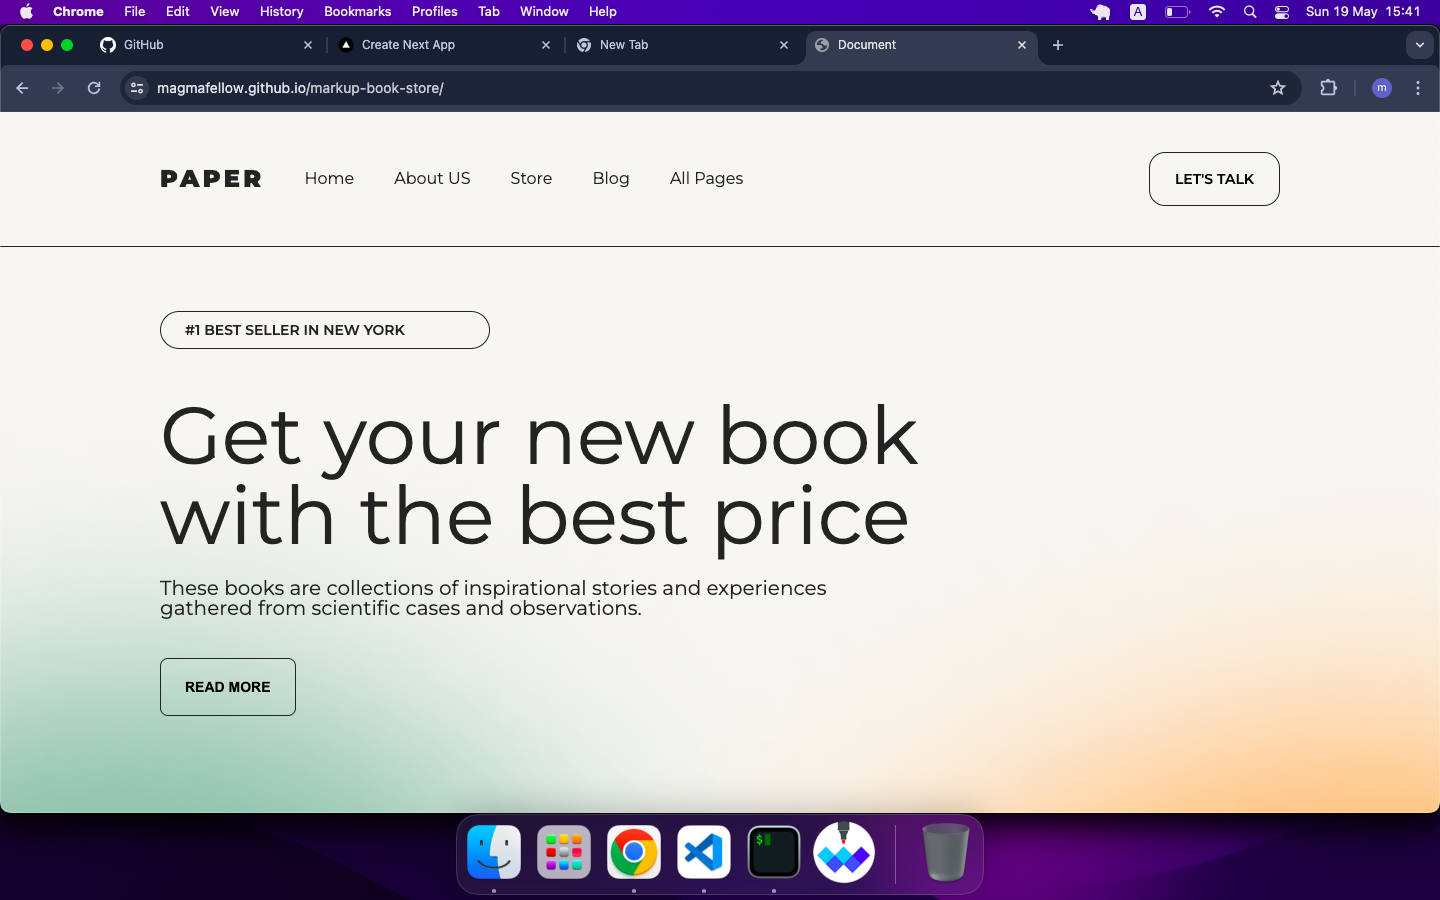 Chrome File Edit View History Bookmarks Profiles Tab Window Help A Sun 19 May 15:41
GitHub Create Next App New Tab Document
magmafellow.github.io/markup-book-store/ m
PAPER Home About US Store Blog All Pages LET'S TALK
#1 BEST SELLER IN NEW YORK
Get your new book
with the best price
These books are collections of inspirational stories and experiences
gathered from scientific cases and observations.
READ MORE
$